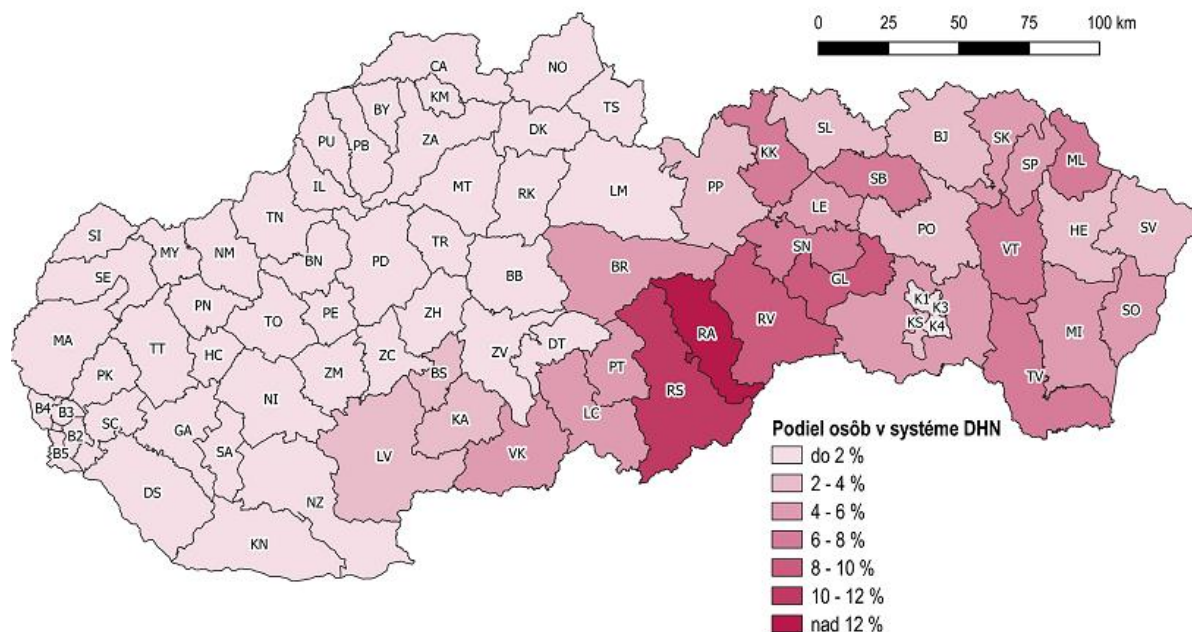 0 25 50 75 100 km
CA
NO
KM
TS
BY
PU
PB
ZA
DK
SL
BJ
SK
SP
ML
KK
IL
MT
RK
LM
PP
SB
LE
TN
SI
MY
NM
BN
PD
TR
BB
BR
SN
PO
VT
HE
SV
SE
GL
PN
TO
PE
ZH
K1
K3
KS
K4
MI
SO
MA
TT
HC
ZM
ZC
BS
ZV
DT
PT
RA
RV
PK
NI
RS
TV
B4
B3
B2
B5
SC
GA
SA
LV
KA
VK
LC
DS
NZ
KN
Podiel osôb v systéme DHN
do 2 %
2 - 4 %
4 - 6 %
6 - 8 %
8 - 10 %
10 - 12 %
nad 12 %